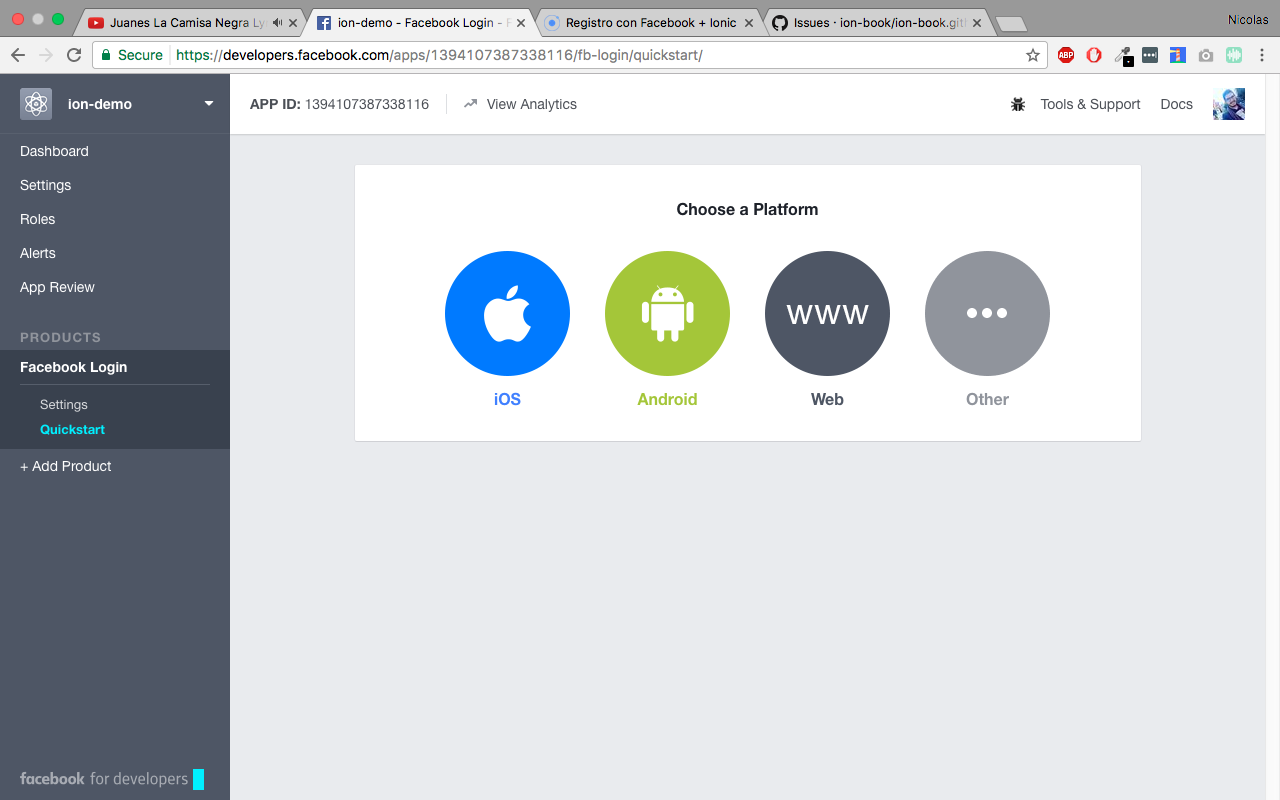 Juanes La Camisa Negra Ly
ion-demo - Facebook Login - F
Registro con Facebook + Ionic
Issues · ion-book/ion-book.git
Nicolas
Secure https://developers.facebook.com/apps/1394107387338116/fb-login/quickstart/
ABP
ion-demo
APP ID: 1394107387338116
View Analytics
Tools & Support
Docs
Dashboard
Settings
Roles
Alerts
App Review
PRODUCTS
Facebook Login
Settings
Quickstart
+ Add Product
Choose a Platform
www
iOS
Android
Web
Other
facebook for developers